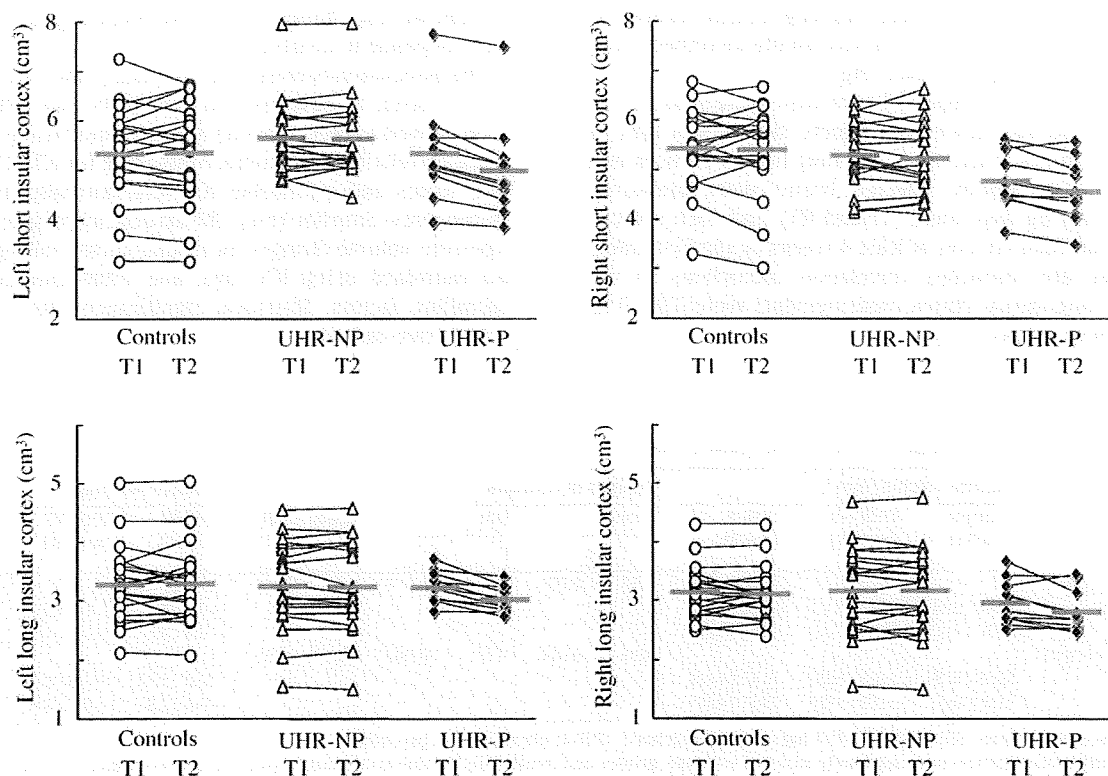 Left short insular cortex (cm³)
8
6
4
2
Controls
T1 T2
UHR-NP
T1 T2
UHR-P
T1 T2
Right short insular cortex (cm³)
8
6
4
2
Controls
T1 T2
UHR-NP
T1 T2
UHR-P
T1 T2
Left long insular cortex (cm³)
5
3
1
Controls
T1 T2
UHR-NP
T1 T2
UHR-P
T1 T2
Right long insular cortex (cm³)
5
3
1
Controls
T1 T2
UHR-NP
T1 T2
UHR-P
T1 T2